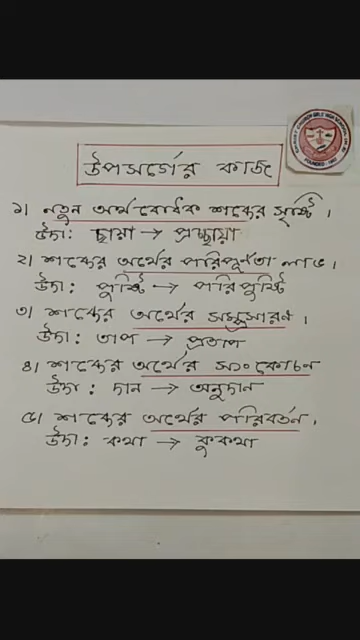 উপসর্গের কাজ
১) নতুন অর্থবোধক শব্দের সৃষ্টি।
উদা: ছায়া → প্রচ্ছায়া
২) শব্দের অর্থের পরিপূর্ণতা লাভ।
উদা: পুষ্টি → পরিপুষ্টি
৩) শব্দের অর্থের সম্প্রসারণ।
উদা: তাপ → প্রতাপ
৪) শব্দের অর্থের সংকোচন
উদা: দান → অনুদান
৫) শব্দের অর্থের পরিবর্তন।
উদা: কথা → কুকথা